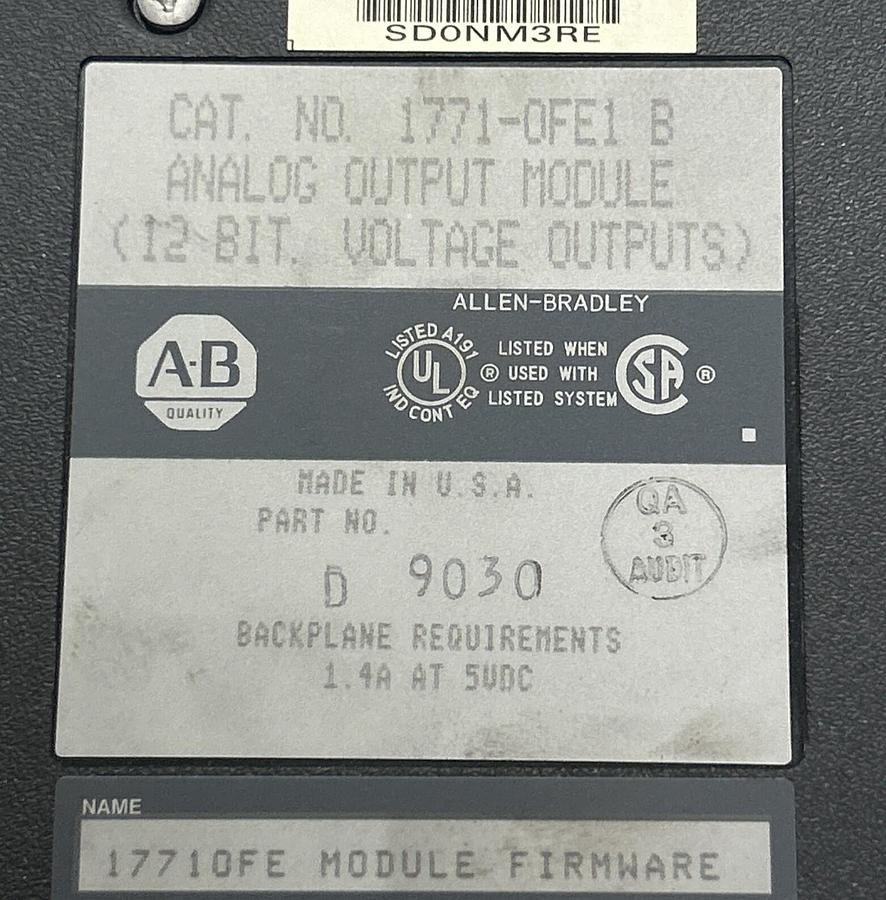 SD0NM3RE
CAT. NO. 1771-OFE1 B
ANALOG OUTPUT MODULE
(12 BIT. VOLTAGE OUTPUTS)
ALLEN-BRADLEY
A-B
QUALITY
LISTED A191
UL
IND CONT EQ
®
LISTED WHEN
USED WITH
LISTED SYSTEM
SA
®
MADE IN U.S.A.
PART NO.
D 9030
QA
3
AUDIT
BACKPLANE REQUIREMENTS
1.4A AT 5VDC
NAME
1771OFE MODULE FIRMWARE